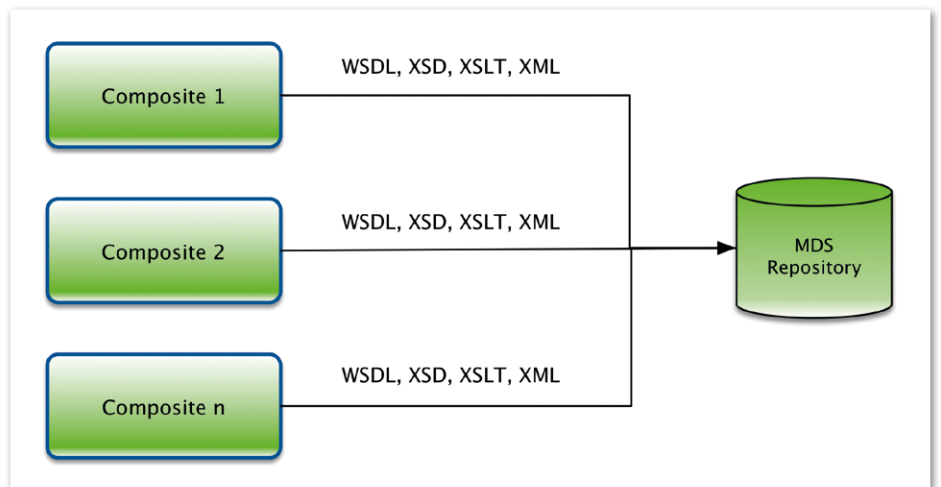 WSDL, XSD, XSLT, XML
Composite 1
WSDL, XSD, XSLT, XML
Composite 2
MDS
Repository
WSDL, XSD, XSLT, XML
Composite n